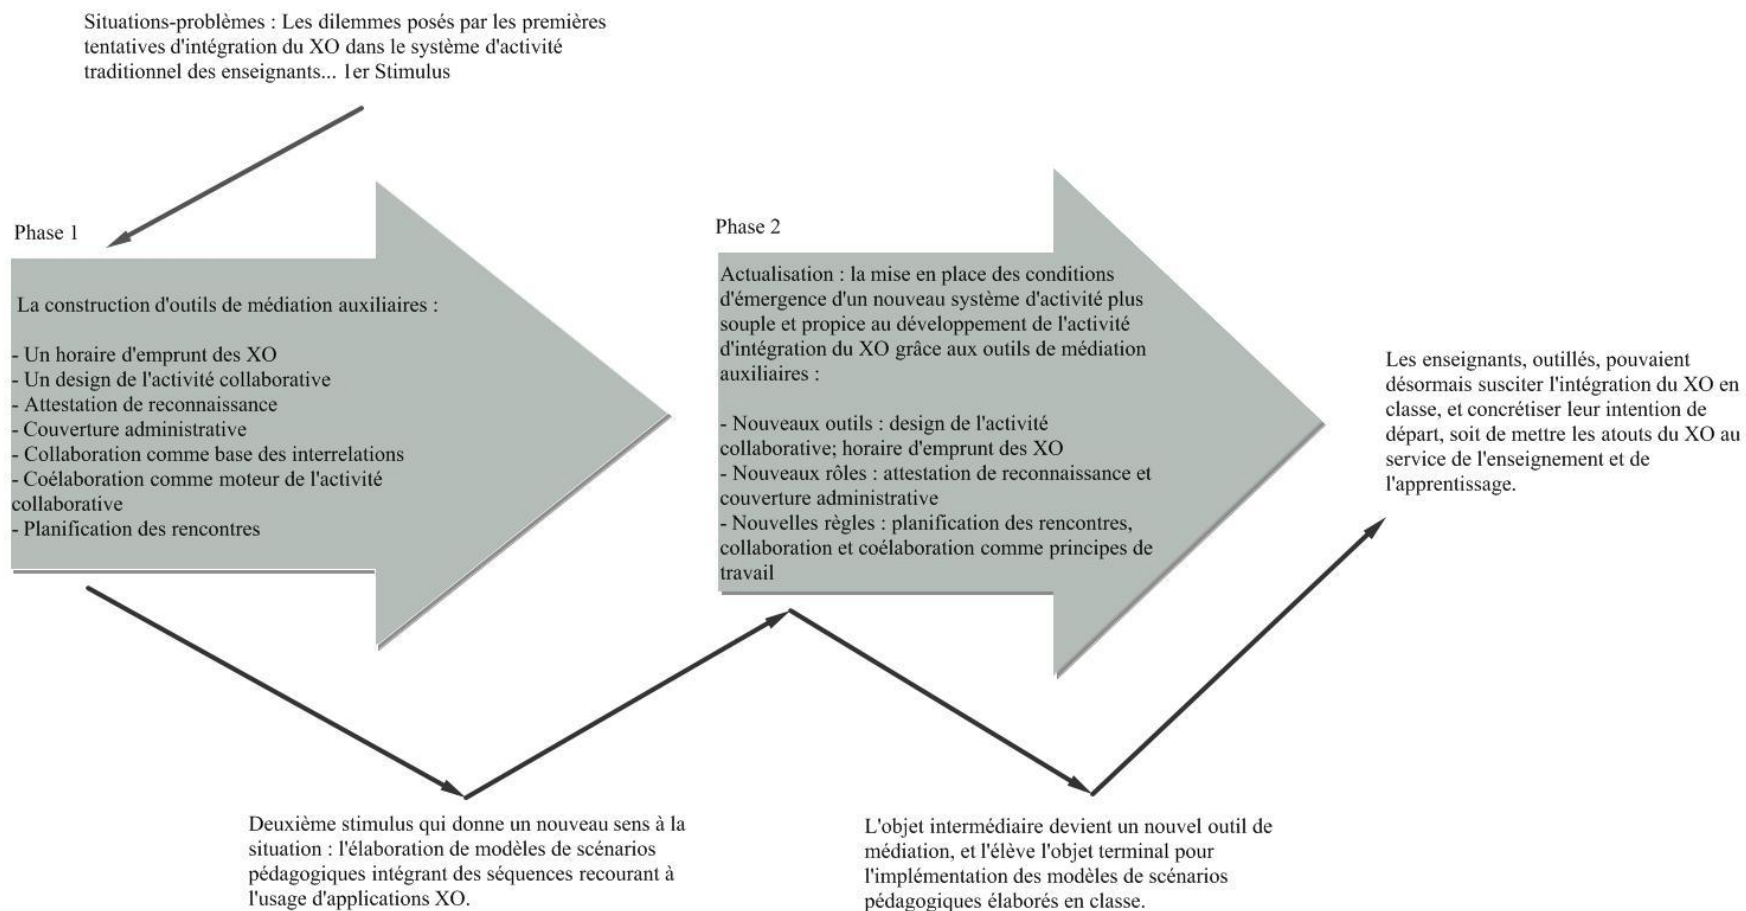 Situations-problèmes : Les dilemmes posés par les premières
tentatives d'intégration du XO dans le système d'activité
traditionnel des enseignants... 1er Stimulus
Phase 1
La construction d'outils de médiation auxiliaires :
- Un horaire d'emprunt des XO
- Un design de l'activité collaborative
- Attestation de reconnaissance
- Couverture administrative
- Collaboration comme base des interrelations
- Coélaboration comme moteur de l'activité
collaborative
- Planification des rencontres
Deuxième stimulus qui donne un nouveau sens à la
situation : l'élaboration de modèles de scénarios
pédagogiques intégrant des séquences recourant à
l'usage d'applications XO.
Phase 2
Actualisation : la mise en place des conditions
d'émergence d'un nouveau système d'activité plus
souple et propice au développement de l'activité
d'intégration du XO grâce aux outils de médiation
auxiliaires :
- Nouveaux outils : design de l'activité
collaborative; horaire d'emprunt des XO
- Nouveaux rôles : attestation de reconnaissance et
couverture administrative
- Nouvelles règles : planification des rencontres,
collaboration et coélaboration comme principes de
travail
L'objet intermédiaire devient un nouvel outil de
médiation, et l'élève l'objet terminal pour
l'implémentation des modèles de scénarios
pédagogiques élaborés en classe.
Les enseignants, outillés, pouvaient
désormais susciter l'intégration du XO en
classe, et concrétiser leur intention de
départ, soit de mettre les atouts du XO au
service de l'enseignement et de
l'apprentissage.